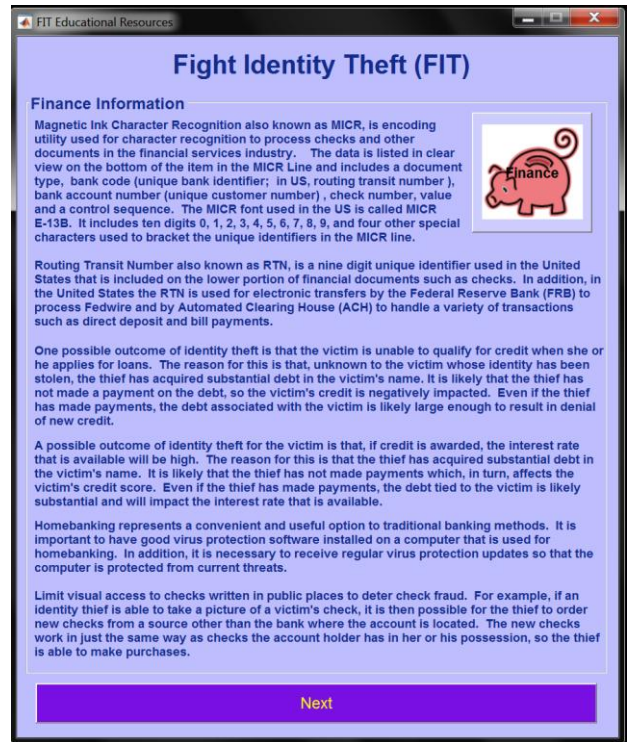 FIT Educational Resources
Fight Identity Theft (FIT)
Finance Information
Magnetic Ink Character Recognition also known as MICR, is encoding
utility used for character recognition to process checks and other
documents in the financial services industry. The data is listed in clear
view on the bottom of the item in the MICR Line and includes a document
type, bank code (unique bank identifier; in US, routing transit number ),
bank account number (unique customer number) , check number, value
and a control sequence. The MICR font used in the US is called MICR
E-13B. It includes ten digits 0, 1, 2, 3, 4, 5, 6, 7, 8, 9, and four other special
characters used to bracket the unique identifiers in the MICR line.
Finance
Routing Transit Number also known as RTN, is a nine digit unique identifier used in the United
States that is included on the lower portion of financial documents such as checks. In addition, in
the United States the RTN is used for electronic transfers by the Federal Reserve Bank (FRB) to
process Fedwire and by Automated Clearing House (ACH) to handle a variety of transactions
such as direct deposit and bill payments.
One possible outcome of identity theft is that the victim is unable to qualify for credit when she or
he applies for loans. The reason for this is that, unknown to the victim whose identity has been
stolen, the thief has acquired substantial debt in the victim's name. It is likely that the thief has
not made a payment on the debt, so the victim's credit is negatively impacted. Even if the thief
has made payments, the debt associated with the victim is likely large enough to result in denial
of new credit.
A possible outcome of identity theft for the victim is that, if credit is awarded, the interest rate
that is available will be high. The reason for this is that the thief has acquired substantial debt in
the victim's name. It is likely that the thief has not made payments which, in turn, affects the
victim's credit score. Even if the thief has made payments, the debt tied to the victim is likely
substantial and will impact the interest rate that is available.
Homebanking represents a convenient and useful option to traditional banking methods. It is
important to have good virus protection software installed on a computer that is used for
homebanking. In addition, it is necessary to receive regular virus protection updates so that the
computer is protected from current threats.
Limit visual access to checks written in public places to deter check fraud. For example, if an
identity thief is able to take a picture of a victim's check, it is then possible for the thief to order
new checks from a source other than the bank where the account is located. The new checks
work in just the same way as checks the account holder has in her or his possession, so the thief
is able to make purchases.
Next